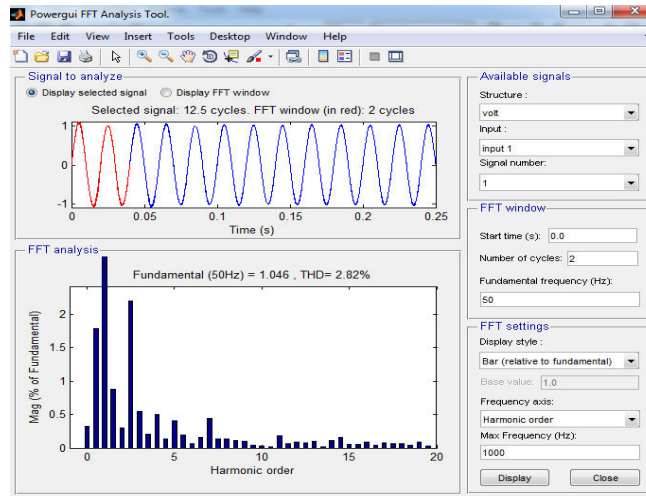 Powergui FFT Analysis Tool.
File Edit View Insert Tools Desktop Window Help
Signal to analyze
Display selected signal Display FFT window
Selected signal: 12.5 cycles. FFT window (in red): 2 cycles
1
0
-1
0 0.05 0.1 0.15 0.2 0.25
Time (s)
FFT analysis
Fundamental (50Hz) = 1.046 , THD= 2.82%
Mag (% of Fundamental)
2
1.5
1
0.5
0
0 5 10 15 20
Harmonic order
Available signals
Structure :
volt
Input :
input 1
Signal number:
1
FFT window
Start time (s): 0.0
Number of cycles: 2
Fundamental frequency (Hz):
50
FFT settings
Display style :
Bar (relative to fundamental)
Base value: 1.0
Frequency axis:
Harmonic order
Max Frequency (Hz):
1000
Display Close